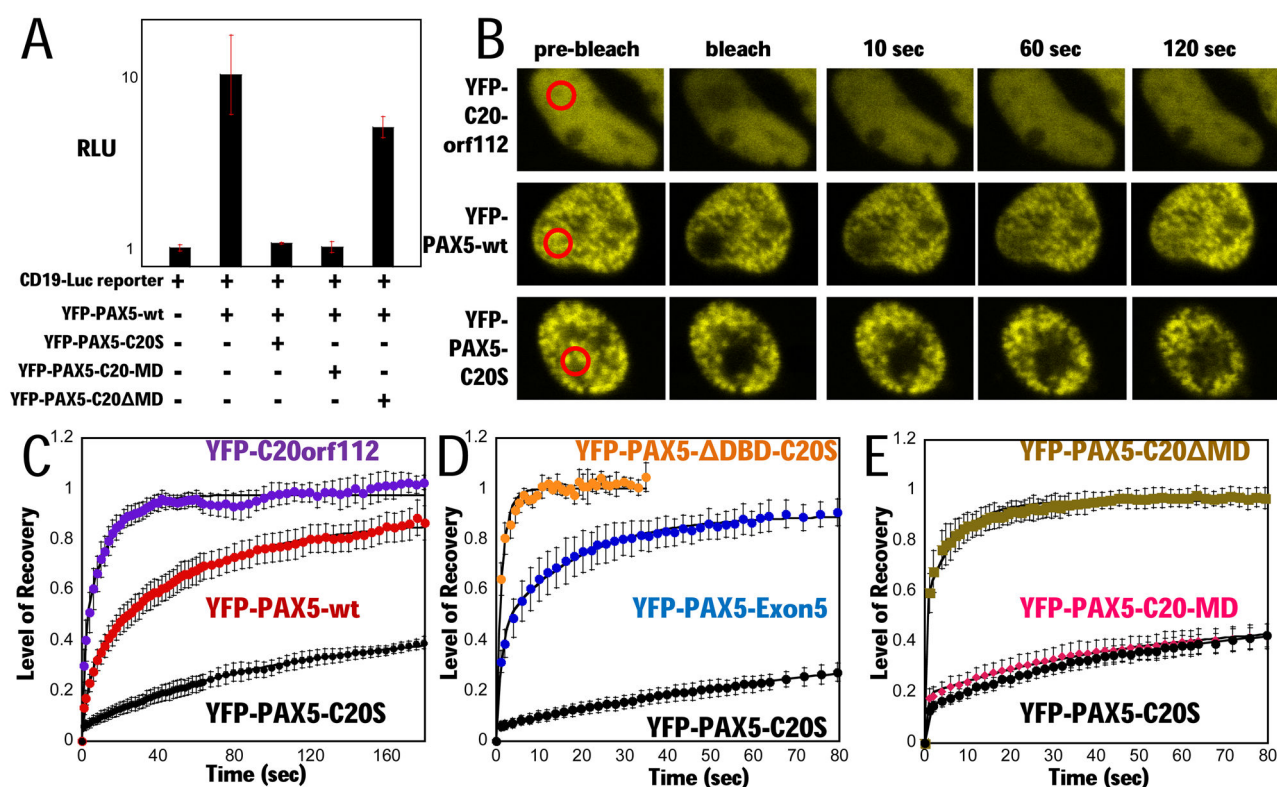 A
10
RLU
1
CD19-Luc reporter + + + + +
YFP-PAX5-wt - + + + +
YFP-PAX5-C20S - - + - -
YFP-PAX5-C20-MD - - - + -
YFP-PAX5-C20ΔMD - - - - +
B
pre-bleach bleach 10 sec 60 sec 120 sec
YFP-
C20-
orf112
YFP-
PAX5-wt
YFP-
PAX5-
C20S
C
Level of Recovery
1.2
1
0.8
0.6
0.4
0.2
0
YFP-C20orf112
YFP-PAX5-wt
YFP-PAX5-C20S
0 40 80 120 160
Time (sec)
D
Level of Recovery
1.2
1
0.8
0.6
0.4
0.2
0
YFP-PAX5-ΔDBD-C20S
YFP-PAX5-Exon5
YFP-PAX5-C20S
0 10 20 30 40 50 60 70 80
Time (sec)
E
Level of Recovery
1.2
1
0.8
0.6
0.4
0.2
0
YFP-PAX5-C20ΔMD
YFP-PAX5-C20-MD
YFP-PAX5-C20S
0 10 20 30 40 50 60 70 80
Time (sec)